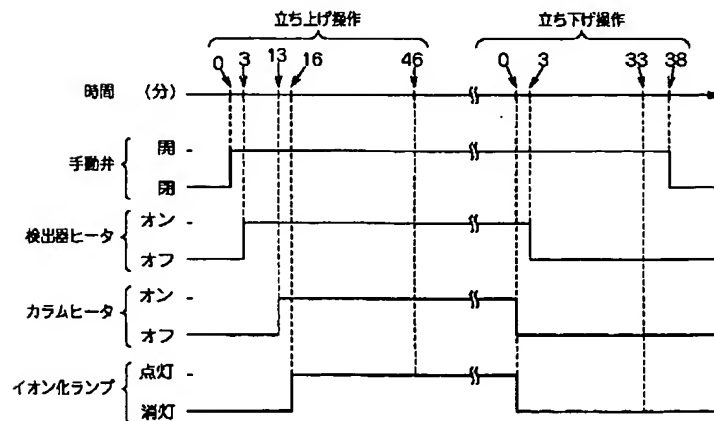 立ち上げ操作 立ち下げ操作
0 3 13 16 46 0 3 33 38
時間 (分)
手動弁 開
閉
検出器ヒータ オン
オフ
カラムヒータ オン
オフ
イオン化ランプ 点灯
消灯